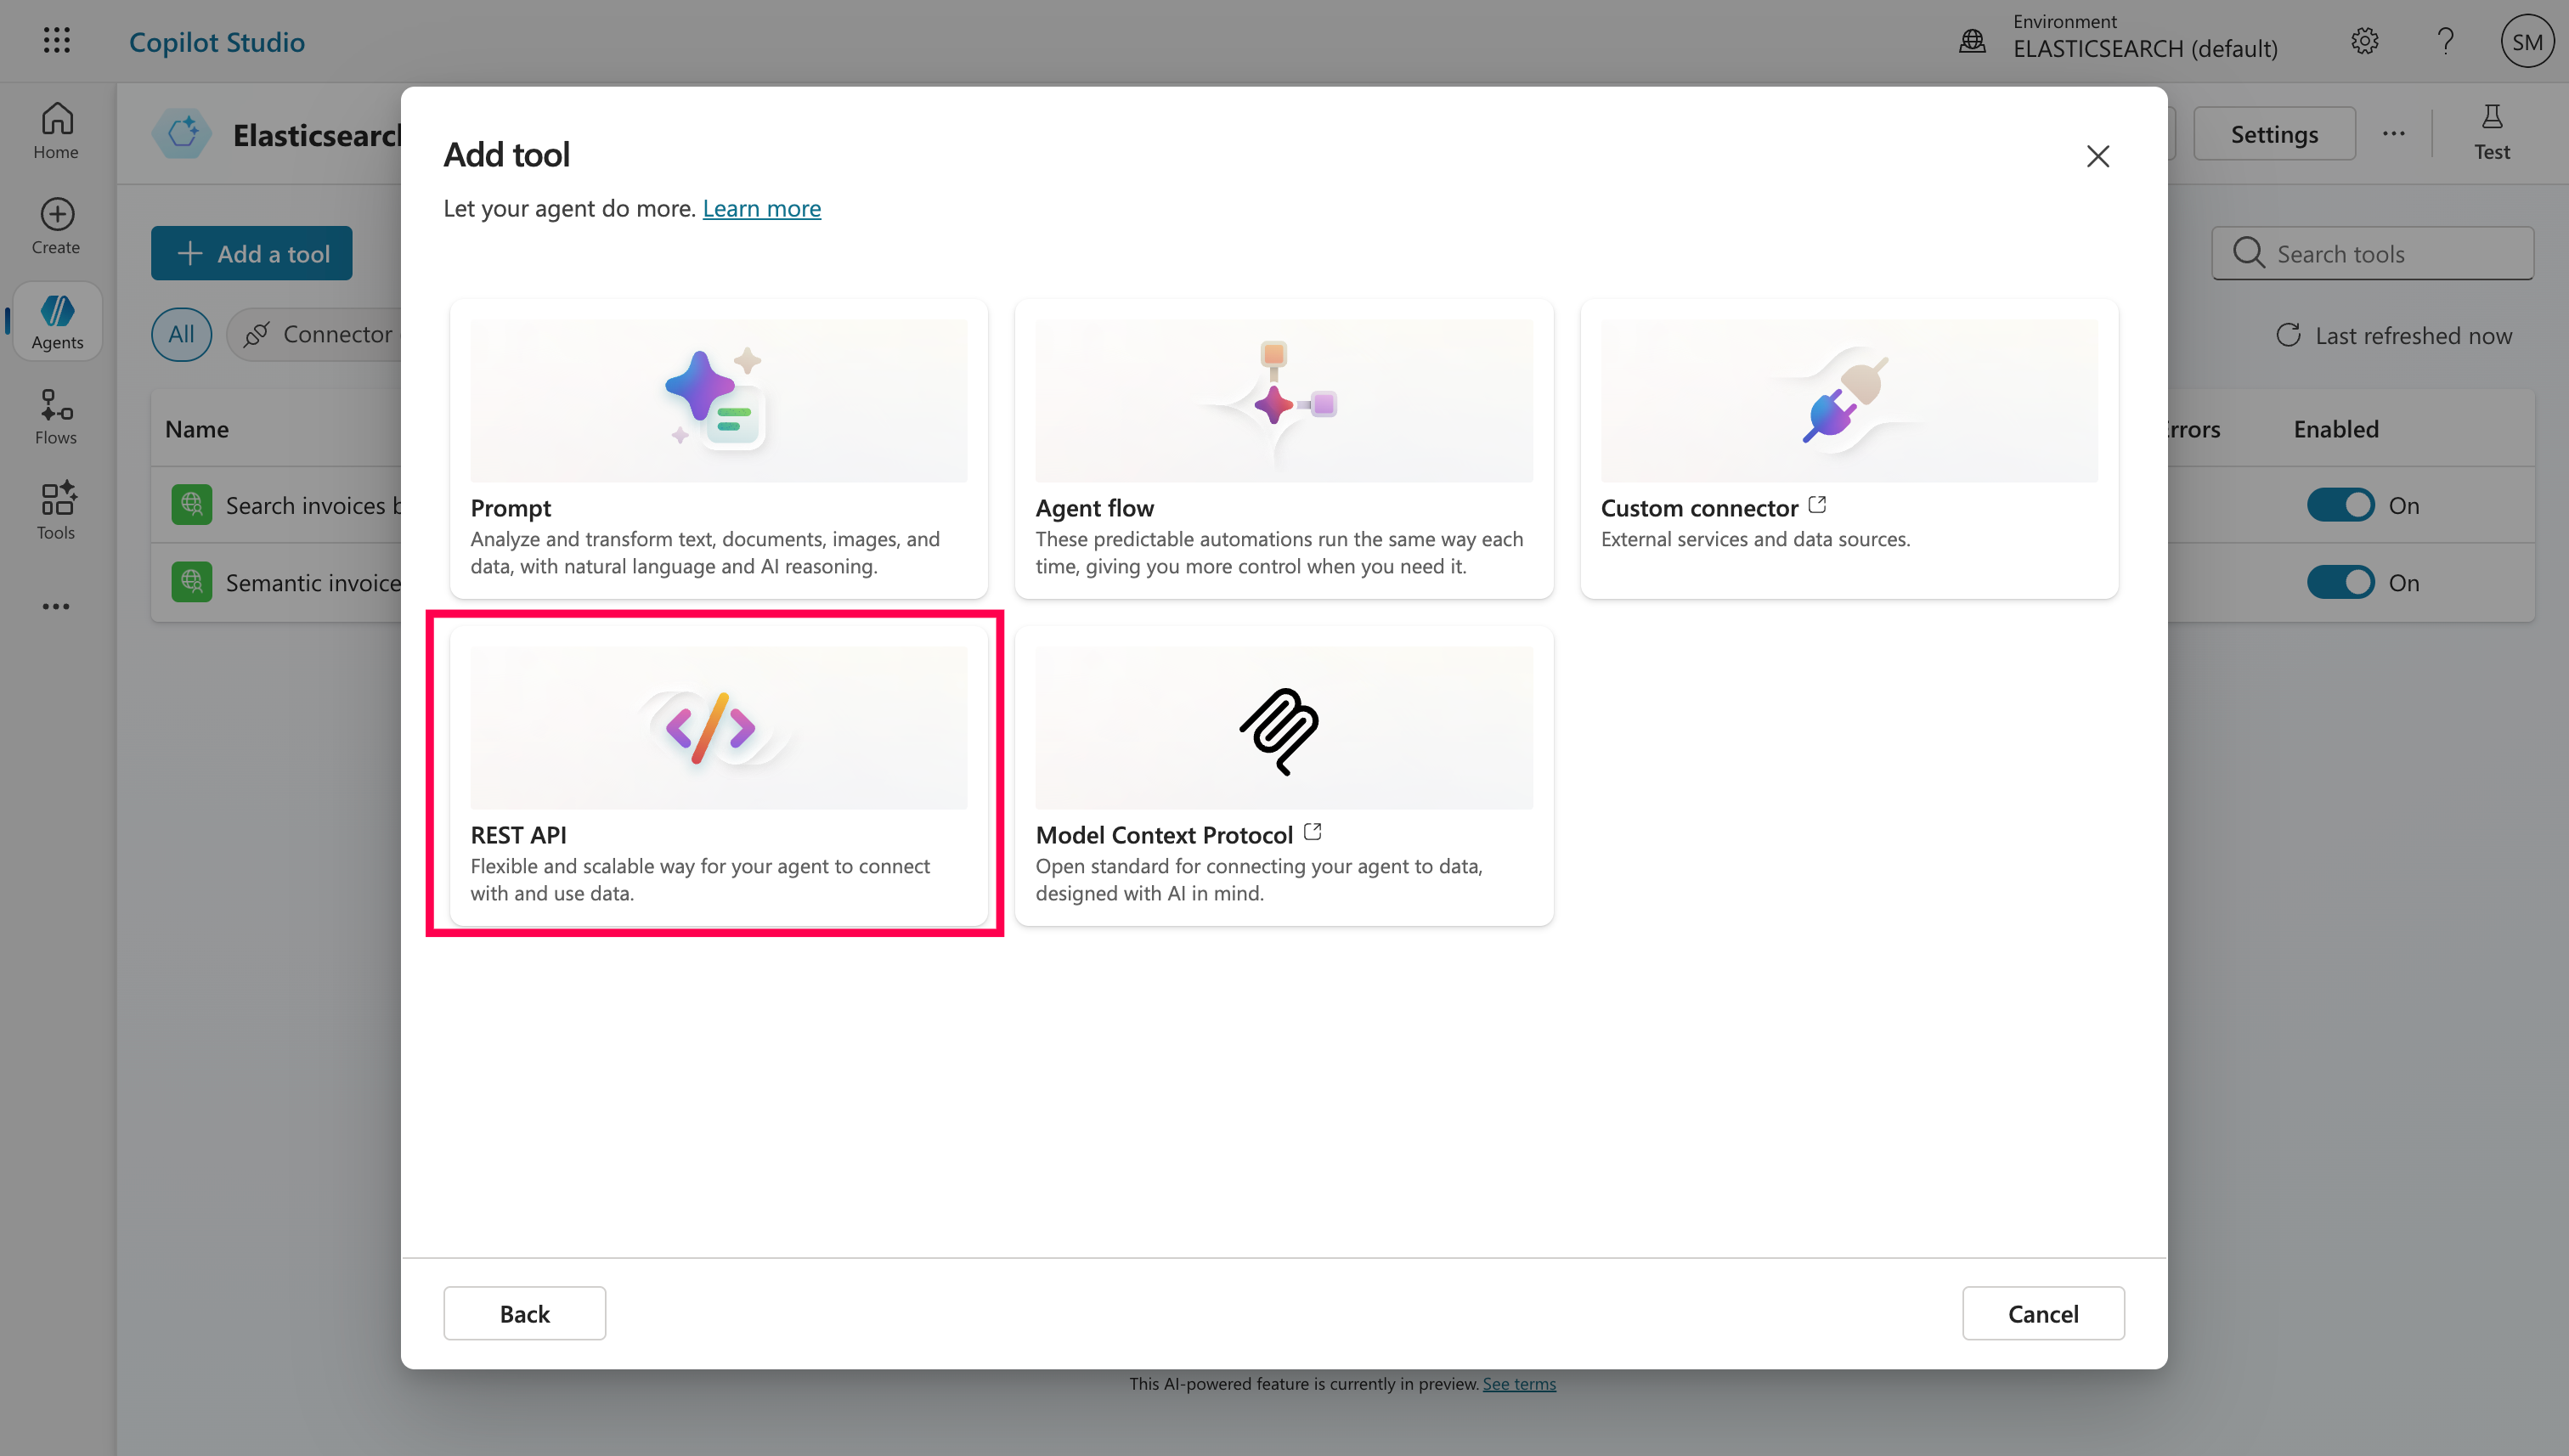 Copilot Studio
Environment
ELASTICSEARCH (default)
?
SM
Home
Create
Agents
Flows
Tools
Elasticsearch
Settings
Test
Add a tool
Search tools
All
Connector
Last refreshed now
Name
Errors
Enabled
Search invoices b
On
Semantic invoice
On
Add tool
Let your agent do more. Learn more
Prompt
Analyze and transform text, documents, images, and
data, with natural language and AI reasoning.
Agent flow
These predictable automations run the same way each
time, giving you more control when you need it.
Custom connector
External services and data sources.
REST API
Flexible and scalable way for your agent to connect
with and use data.
Model Context Protocol
Open standard for connecting your agent to data,
designed with AI in mind.
Back
Cancel
This AI-powered feature is currently in preview. See terms